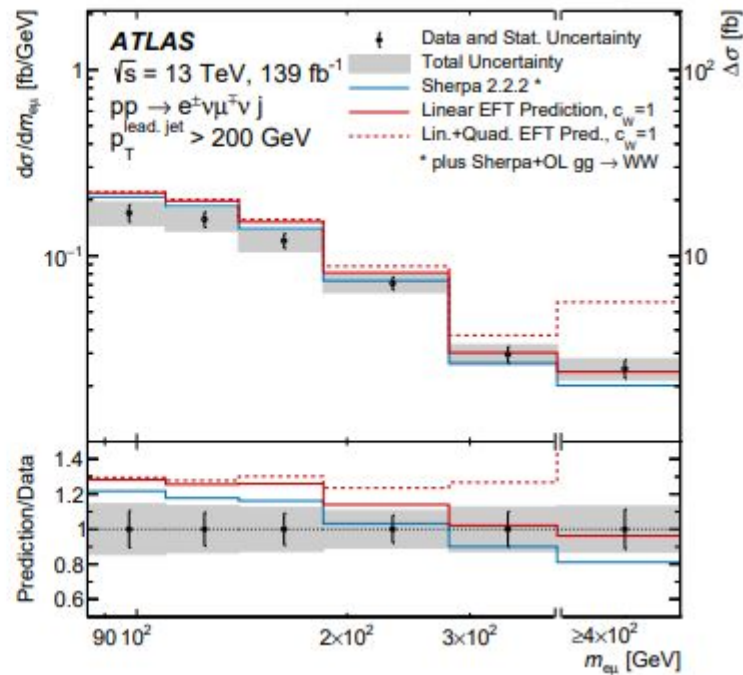 ATLAS
√s = 13 TeV, 139 fb⁻¹
pp → e±νμ∓ν j
p_T^lead. jet > 200 GeV
Data and Stat. Uncertainty
Total Uncertainty
Sherpa 2.2.2 *
Linear EFT Prediction, c_W=1
Lin.+Quad. EFT Pred., c_W=1
* plus Sherpa+OL gg → WW
dσ/dm_eμ [fb/GeV]
1
10⁻¹
Δσ [fb]
10²
10
Prediction/Data
1.4
1.2
1
0.8
0.6
90 10² 2×10² 3×10² ≥4×10²
m_eμ [GeV]